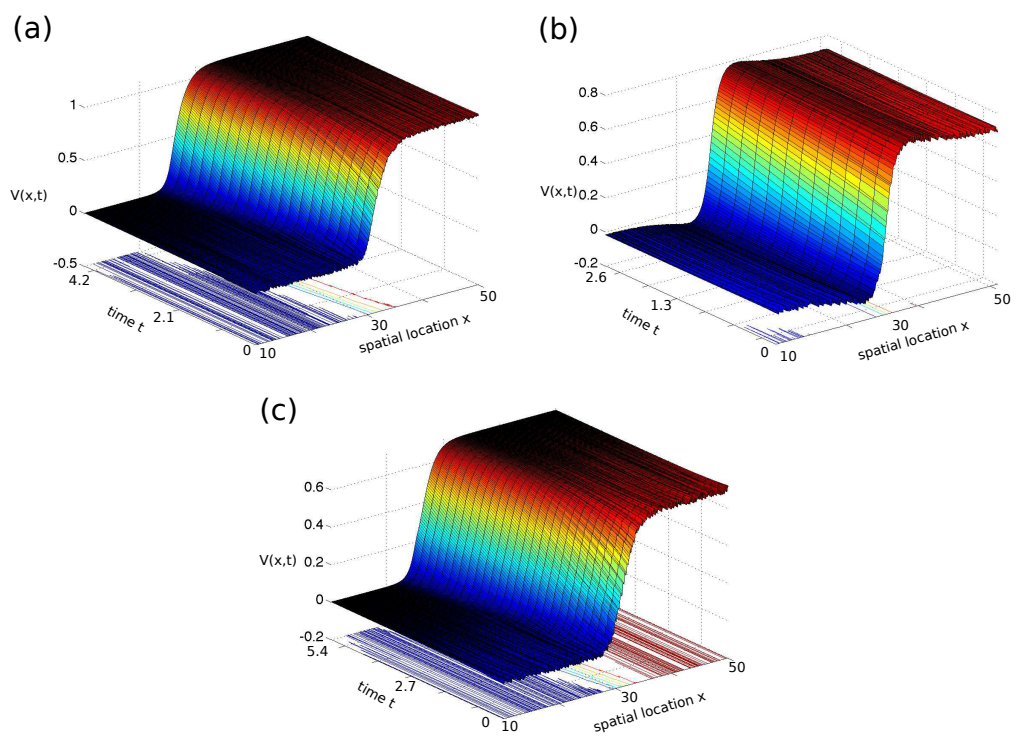 (a)
1
0.5
V(x,t)
0
-0.5
4.2
2.1
time t
0
10
30
50
spatial location x
(b)
0.8
0.6
0.4
V(x,t)
0.2
0
-0.2
2.6
1.3
time t
0
10
30
50
spatial location x
(c)
0.6
0.4
V(x,t)
0.2
0
-0.2
5.4
2.7
time t
0
10
30
50
spatial location x